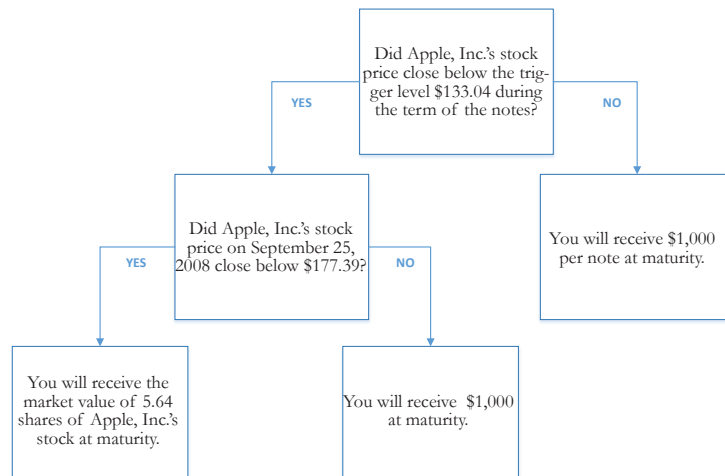 Did Apple, Inc.'s stock
price close below the trig-
ger level $133.04 during
the term of the notes?
YES
NO
Did Apple, Inc.'s stock
price on September 25,
2008 close below $177.39?
You will receive $1,000
per note at maturity.
YES
NO
You will receive the
market value of 5.64
shares of Apple, Inc.'s
stock at maturity.
You will receive $1,000
at maturity.